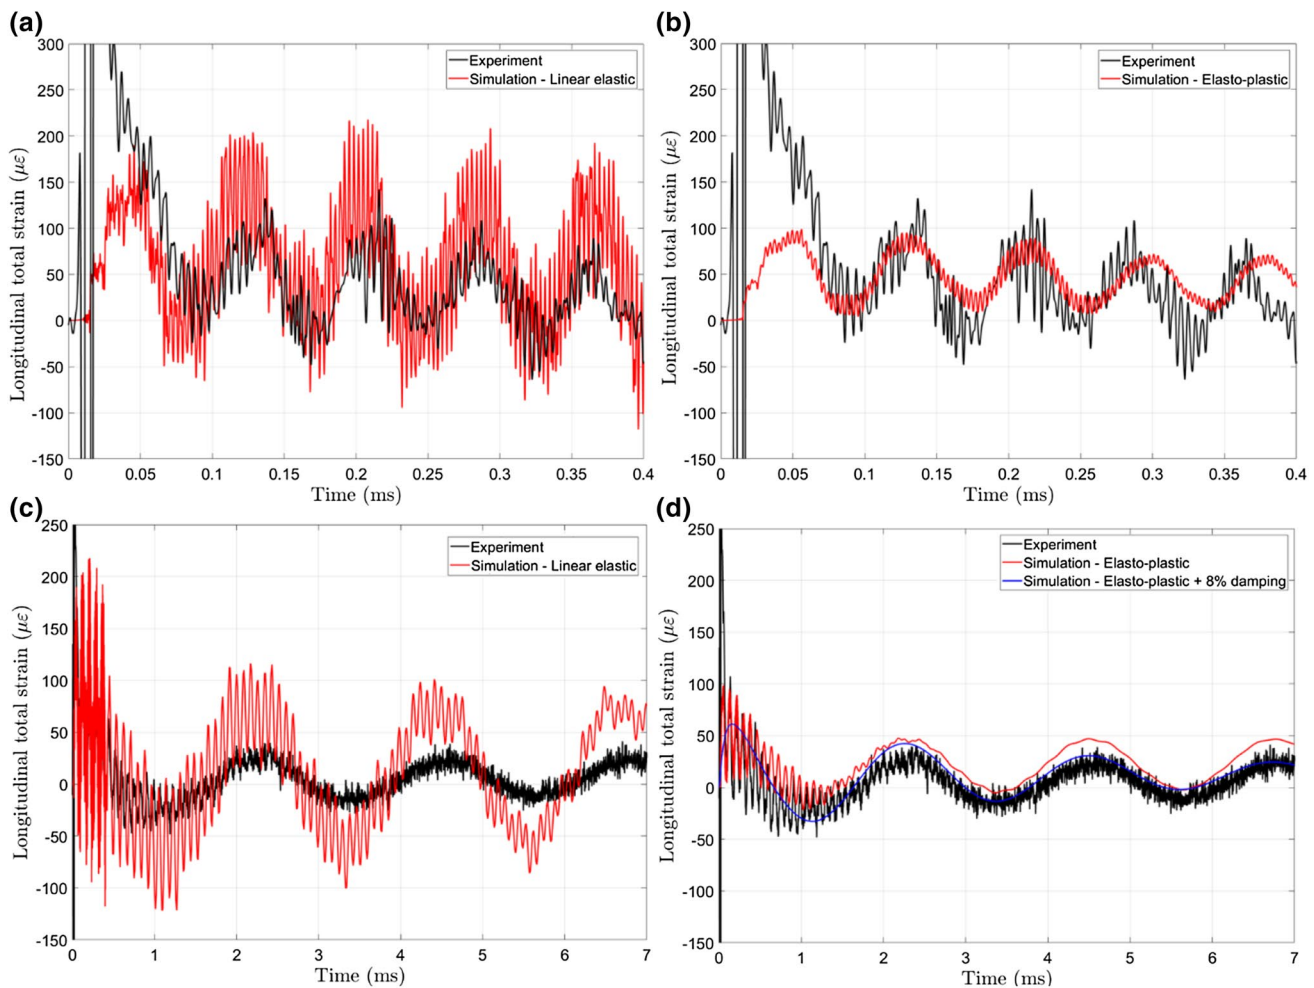 (a)
300
250
200
150
100
50
0
-50
-100
-150
Longitudinal total strain (με
Experiment
Simulation - Linear elastic
0 0.05 0.1 0.15 0.2 0.25 0.3 0.35 0.4
Time (ms)
(b)
300
250
200
150
100
50
0
-50
-100
-150
Longitudinal total strain (με
Experiment
Simulation - Elasto-plastic
0 0.05 0.1 0.15 0.2 0.25 0.3 0.35 0.4
Time (ms)
(c)
250
200
150
100
50
0
-50
-100
-150
Longitudinal total strain (με
Experiment
Simulation - Linear elastic
0 1 2 3 4 5 6 7
Time (ms)
(d)
250
200
150
100
50
0
-50
-100
-150
Longitudinal total strain (με
Experiment
Simulation - Elasto-plastic
Simulation - Elasto-plastic + 8% damping
0 1 2 3 4 5 6 7
Time (ms)